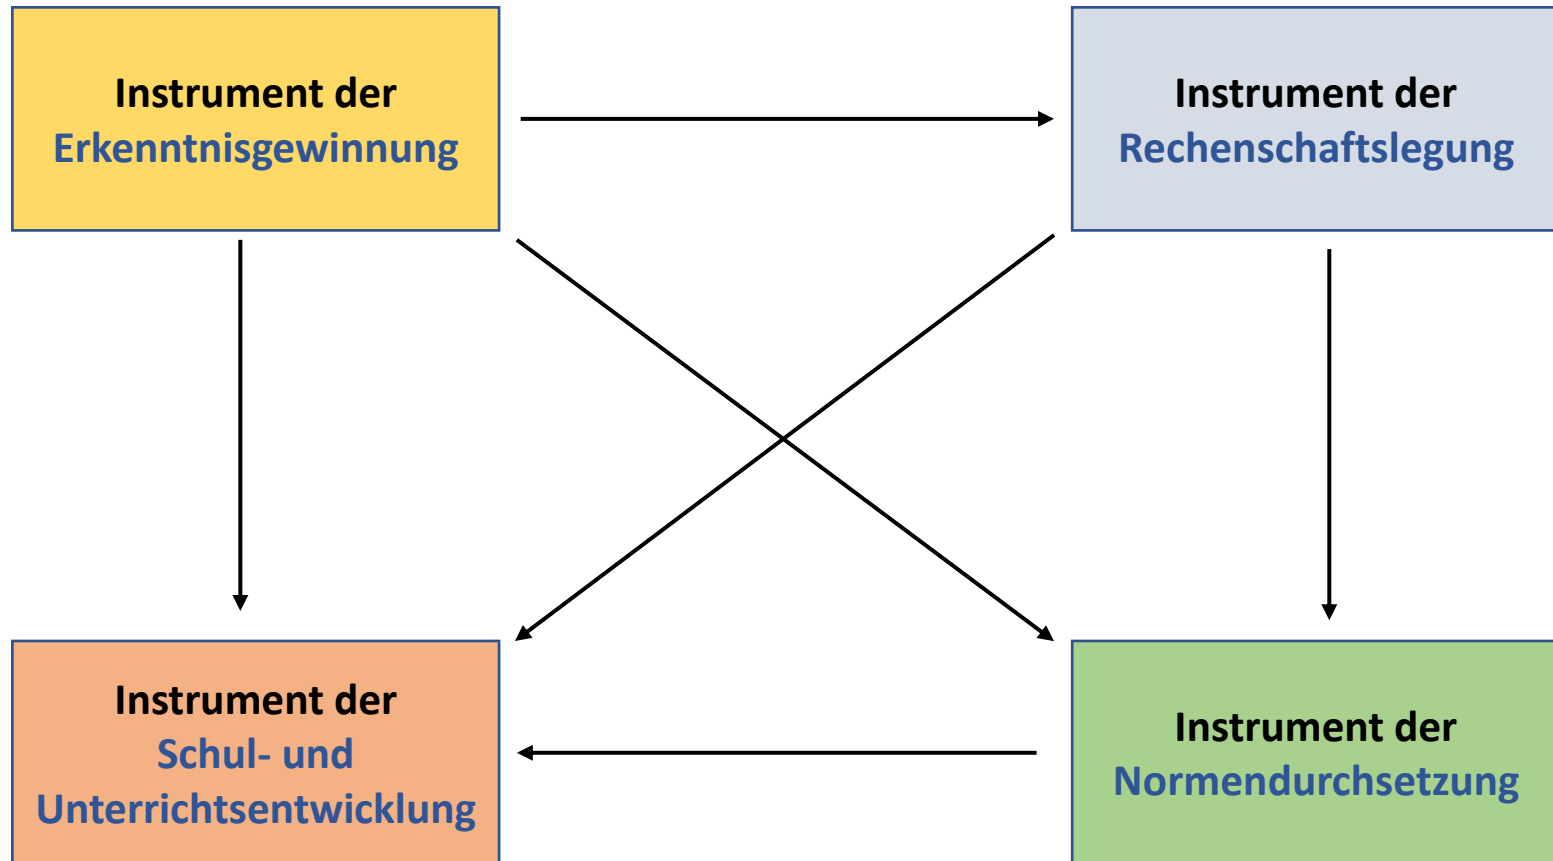 Instrument der
Erkenntnisgewinnung
Instrument der
Rechenschaftslegung
Instrument der
Schul- und
Unterrichtsentwicklung
Instrument der
Normendurchsetzung